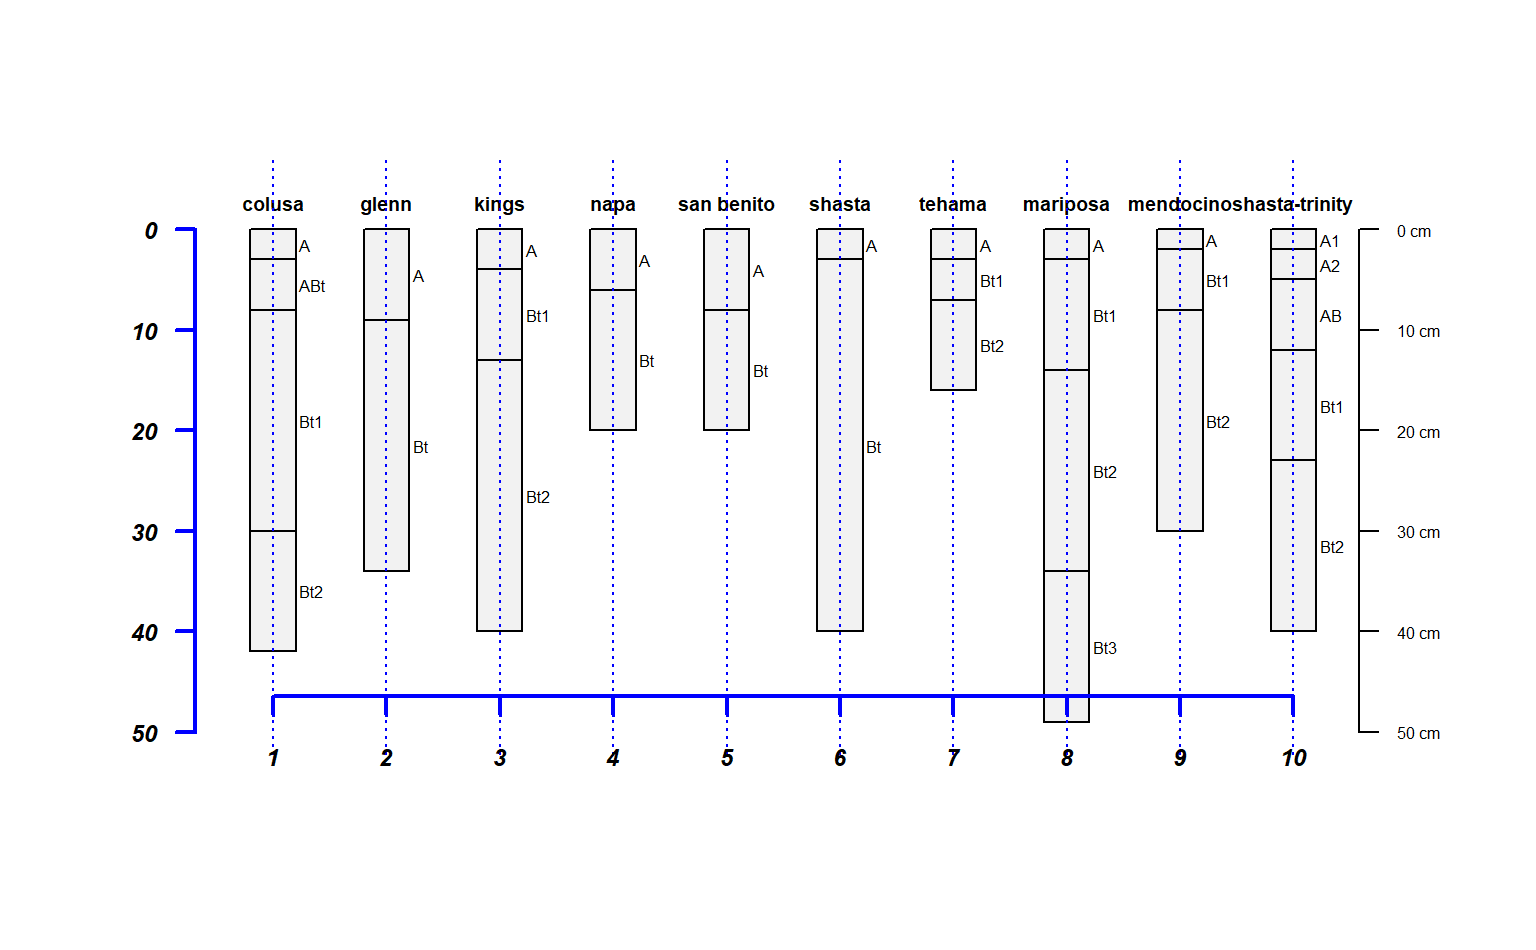 colusa glenn kings napa san benito shasta tehama mariposa mendocino shasta-trinity
0 0 cm
A A A A A A A A A A1
A2
ABt Bt1 Bt1 Bt1 AB
10 10 cm
Bt2
Bt Bt Bt1
Bt1 Bt2 Bt2
20 20 cm
Bt Bt
Bt2 Bt2
30 30 cm
Bt2
Bt2
40 40 cm
Bt3
50 50 cm
1 2 3 4 5 6 7 8 9 10